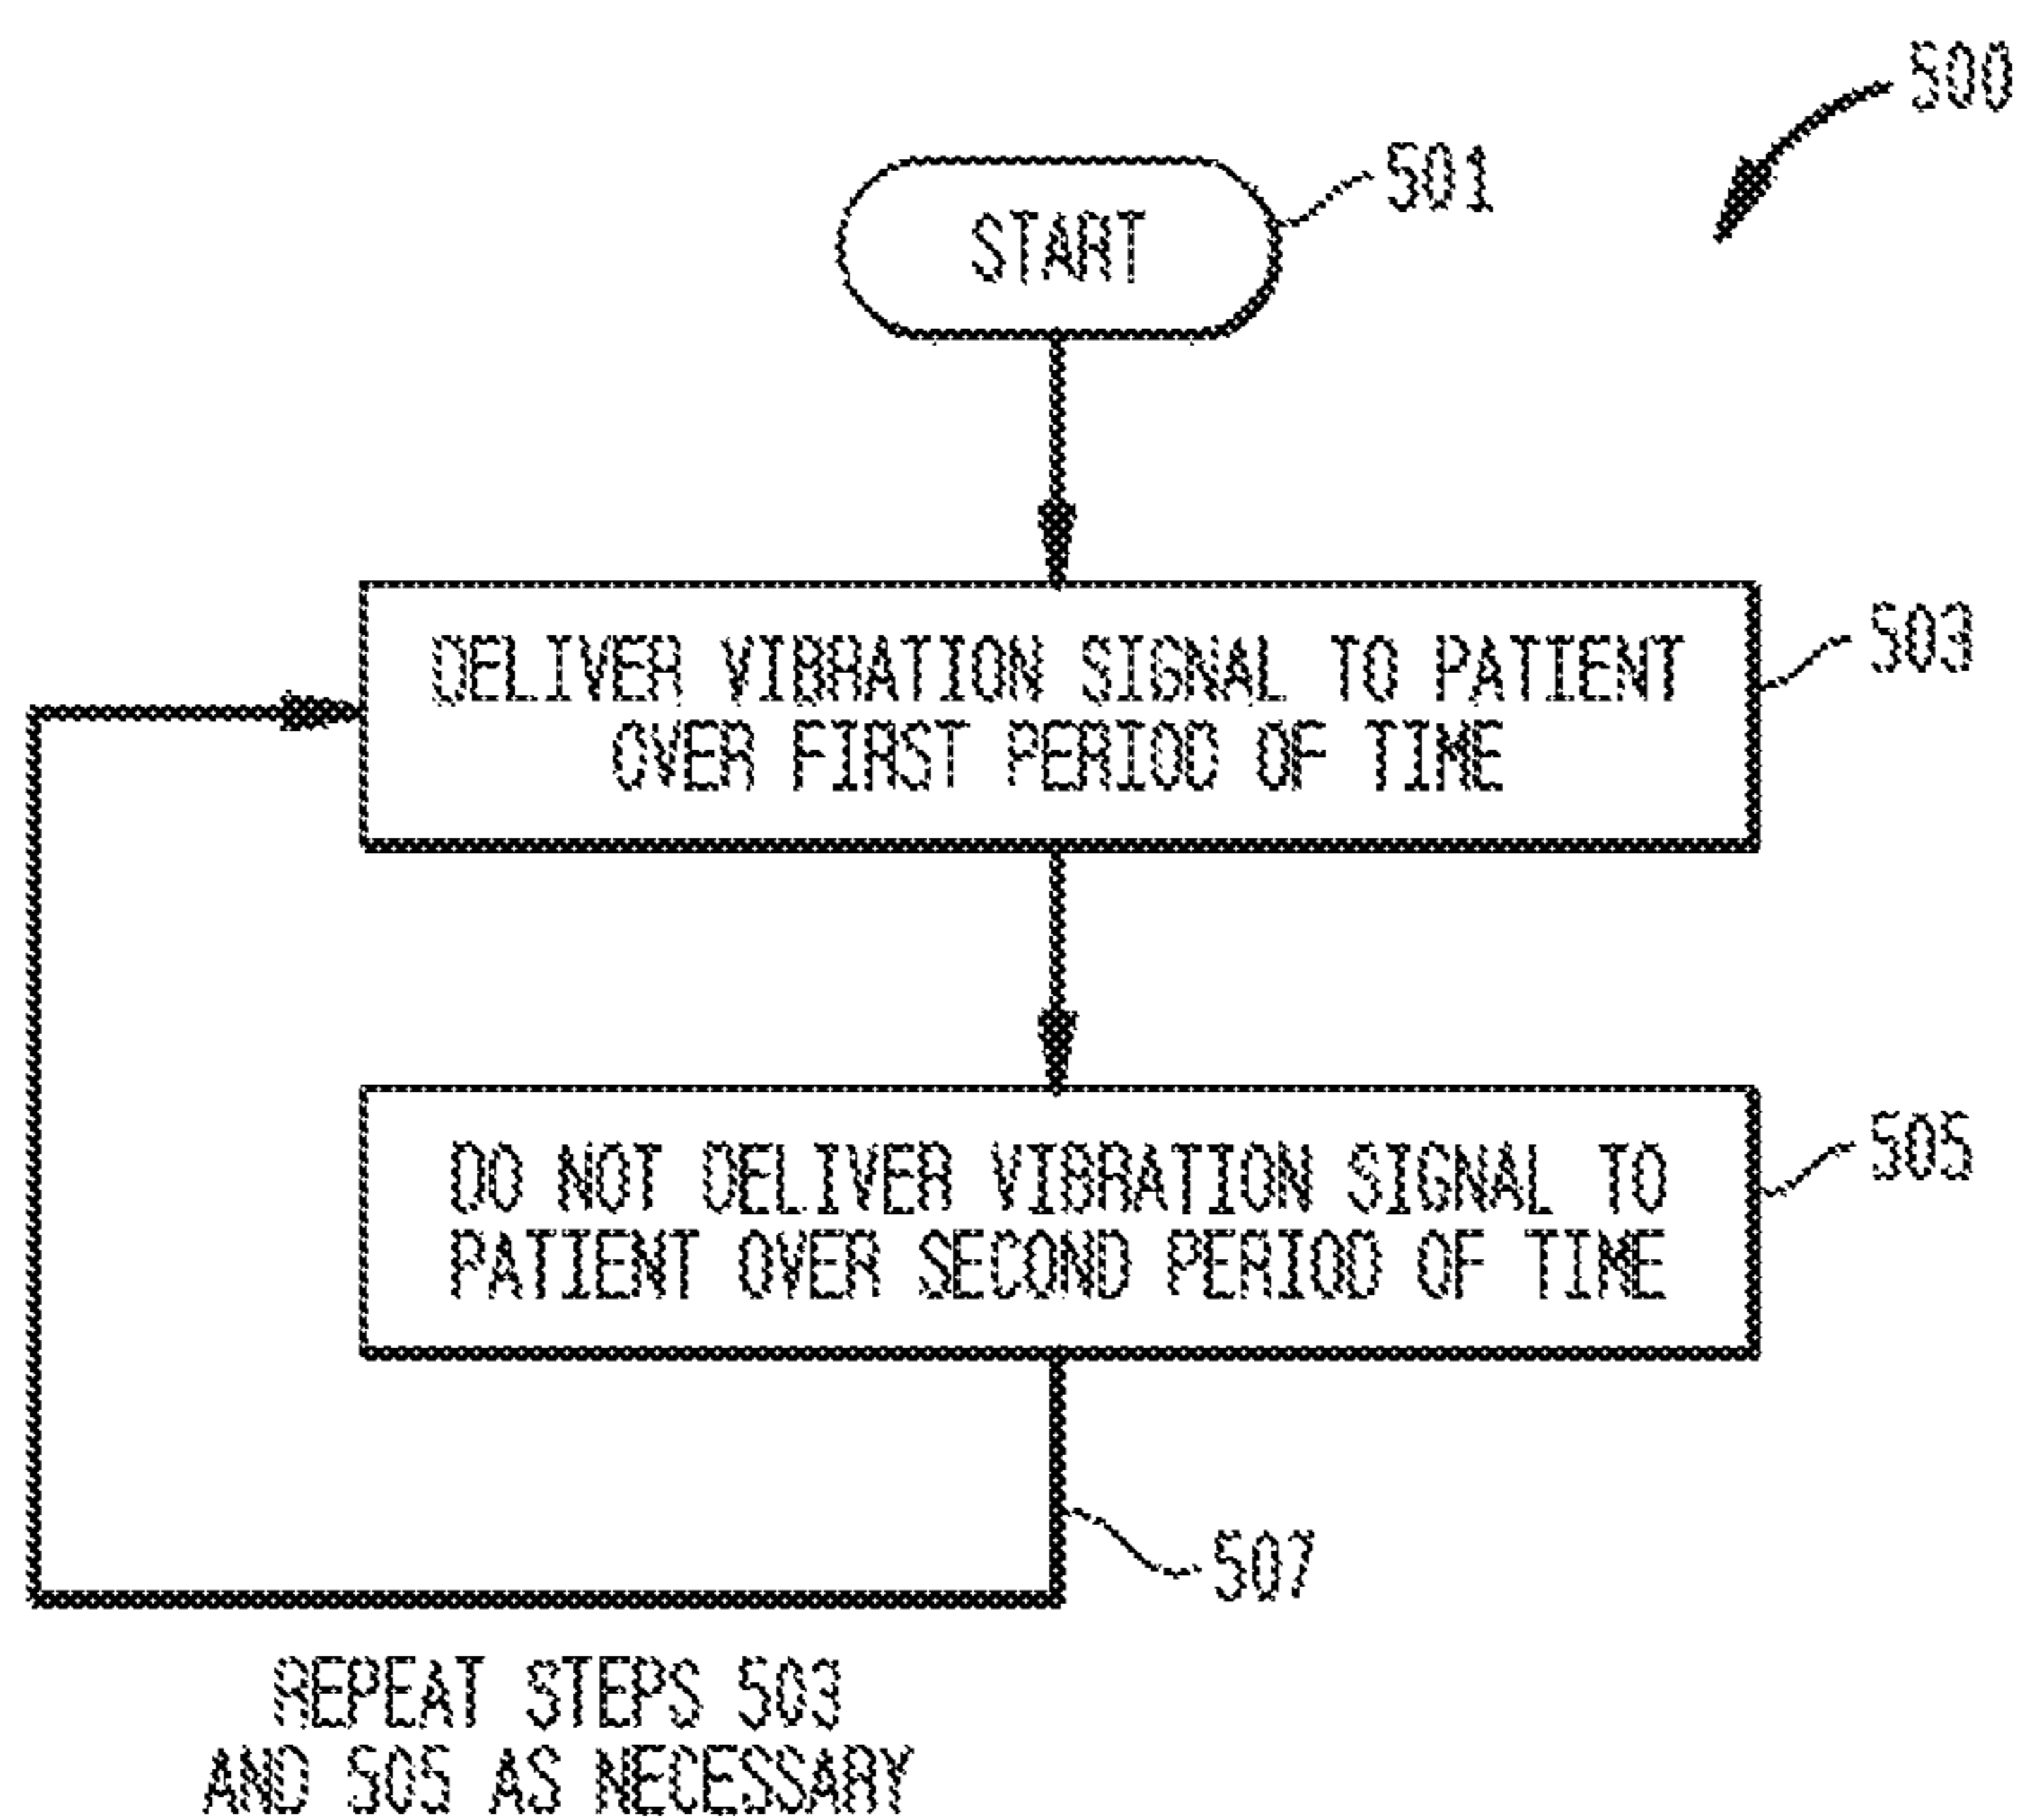 500
501
START
DELIVER VIBRATION SIGNAL TO PATIENT
503
OVER FIRST PERIOD OF TIME
DO NOT DELIVER VIBRATION SIGNAL TO
505
PATIENT OVER SECOND PERIOD OF TIME
507
REPEAT STEPS 503
AND 505 AS NECESSARY